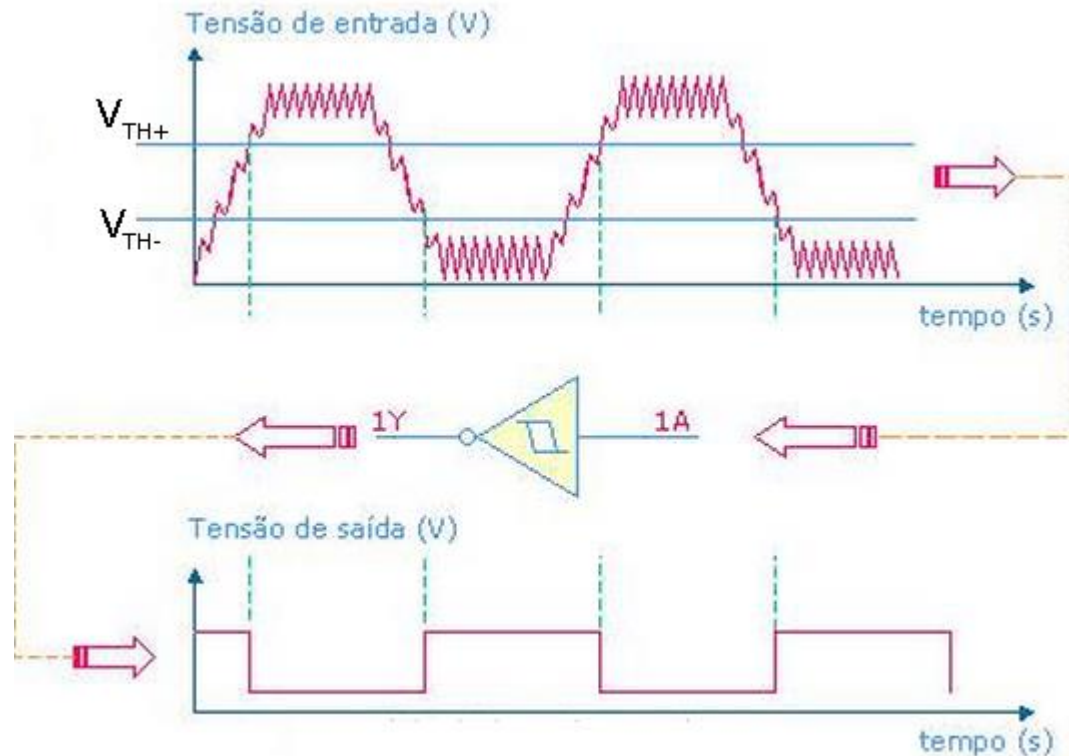 Tensão de entrada (V)
VTH+
VTH-
tempo (s)
1Y
1A
Tensão de saída (V)
tempo (s)